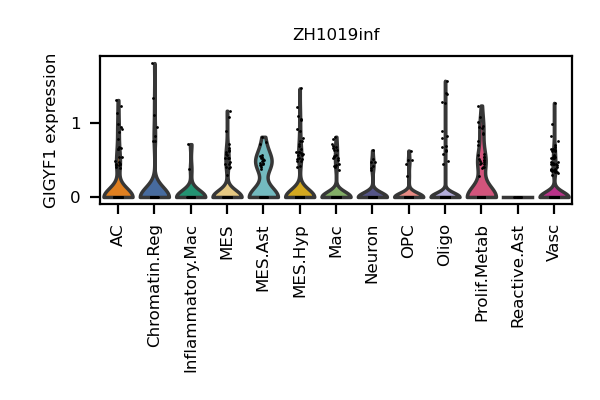 ZH1019inf
GIGYF1 expression
1
0
AC
Chromatin.Reg
Inflammatory.Mac
MES
MES.Ast
MES.Hyp
Mac
Neuron
OPC
Oligo
Prolif.Metab
Reactive.Ast
Vasc